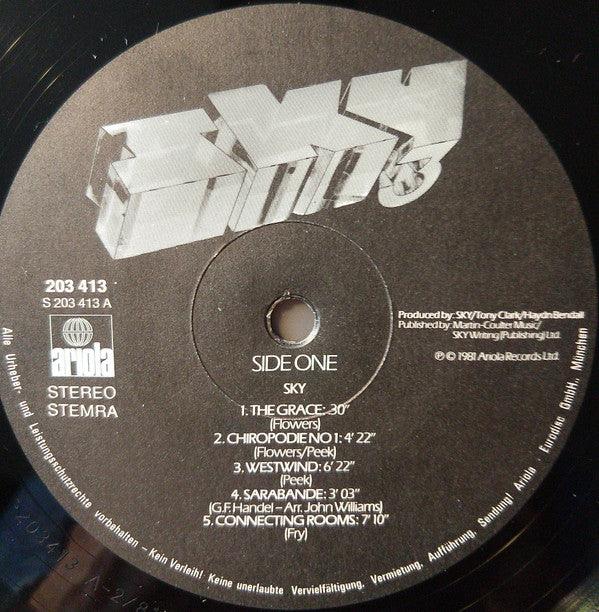 SKY
3
203 413
S 203 413 A
ariola
STEREO
STEMRA
Produced by: SKY/Tony Clark/Haydn Bendall
Published by: Martin-Coulter Music/
SKY Writing (Publishing) Ltd.
℗ © 1981 Ariola Records Ltd.
SIDE ONE
SKY
1. THE GRACE: 30"
(Flowers)
2. CHIROPODIE NO 1: 4' 22"
(Flowers/Peek)
3. WESTWIND: 6' 22"
(Peek)
4. SARABANDE: 3' 03"
(G.F. Handel – Arr. John Williams)
5. CONNECTING ROOMS: 7' 10"
(Fry)
Alle Urheber- und Leistungsschutzrechte vorbehalten – Kein Verleih! Keine unerlaubte Vervielfältigung, Vermietung, Aufführung, Sendung! Ariola · Eurodisc GmbH, München
203413 A-2/8